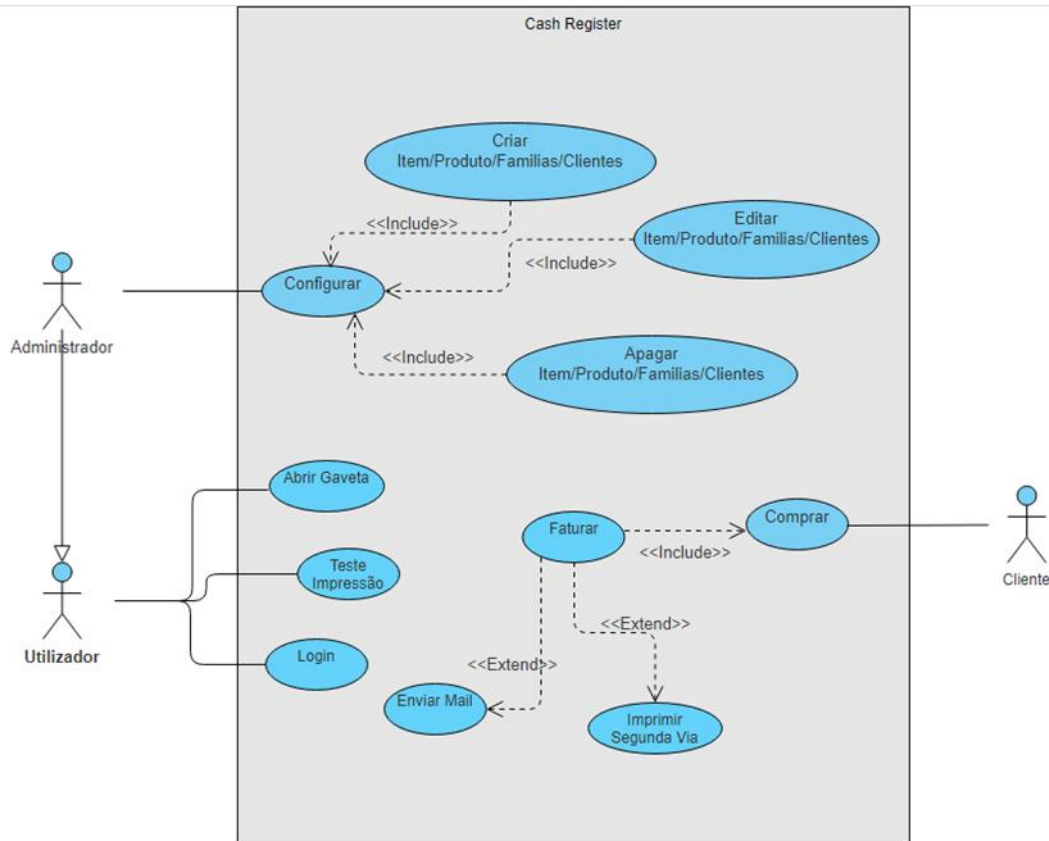 Cash Register
Criar
Item/Produto/Familias/Clientes
<<Include>>
Editar
Item/Produto/Familias/Clientes
<<Include>>
Configurar
Administrador
<<Include>>
Apagar
Item/Produto/Familias/Clientes
Abrir Gaveta
Faturar
Comprar
<<Include>>
Teste
Impressão
Cliente
Utilizador
<<Extend>>
Login
<<Extend>>
Enviar Mail
Imprimir
Segunda Via